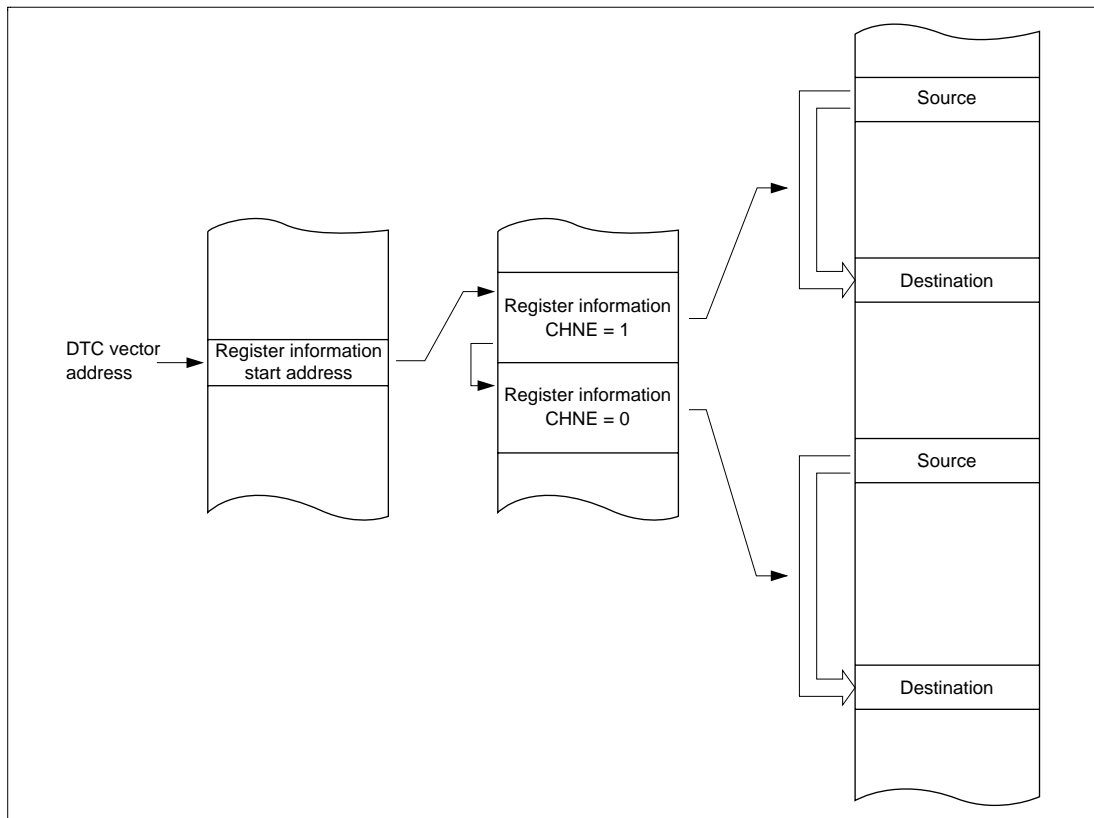 DTC vector
address
Register information
start address
Register information
CHNE = 1
Register information
CHNE = 0
Source
Destination
Source
Destination